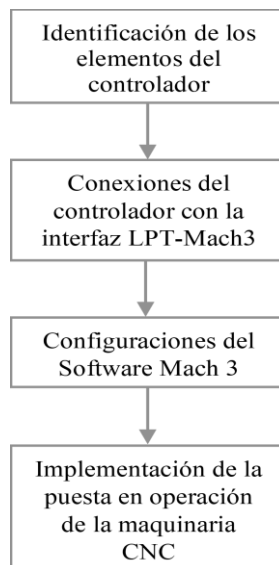 Identificación de los
elementos del
controlador
Conexiones del
controlador con la
interfaz LPT-Mach3
Configuraciones del
Software Mach 3
Implementación de la
puesta en operación
de la maquinaria
CNC